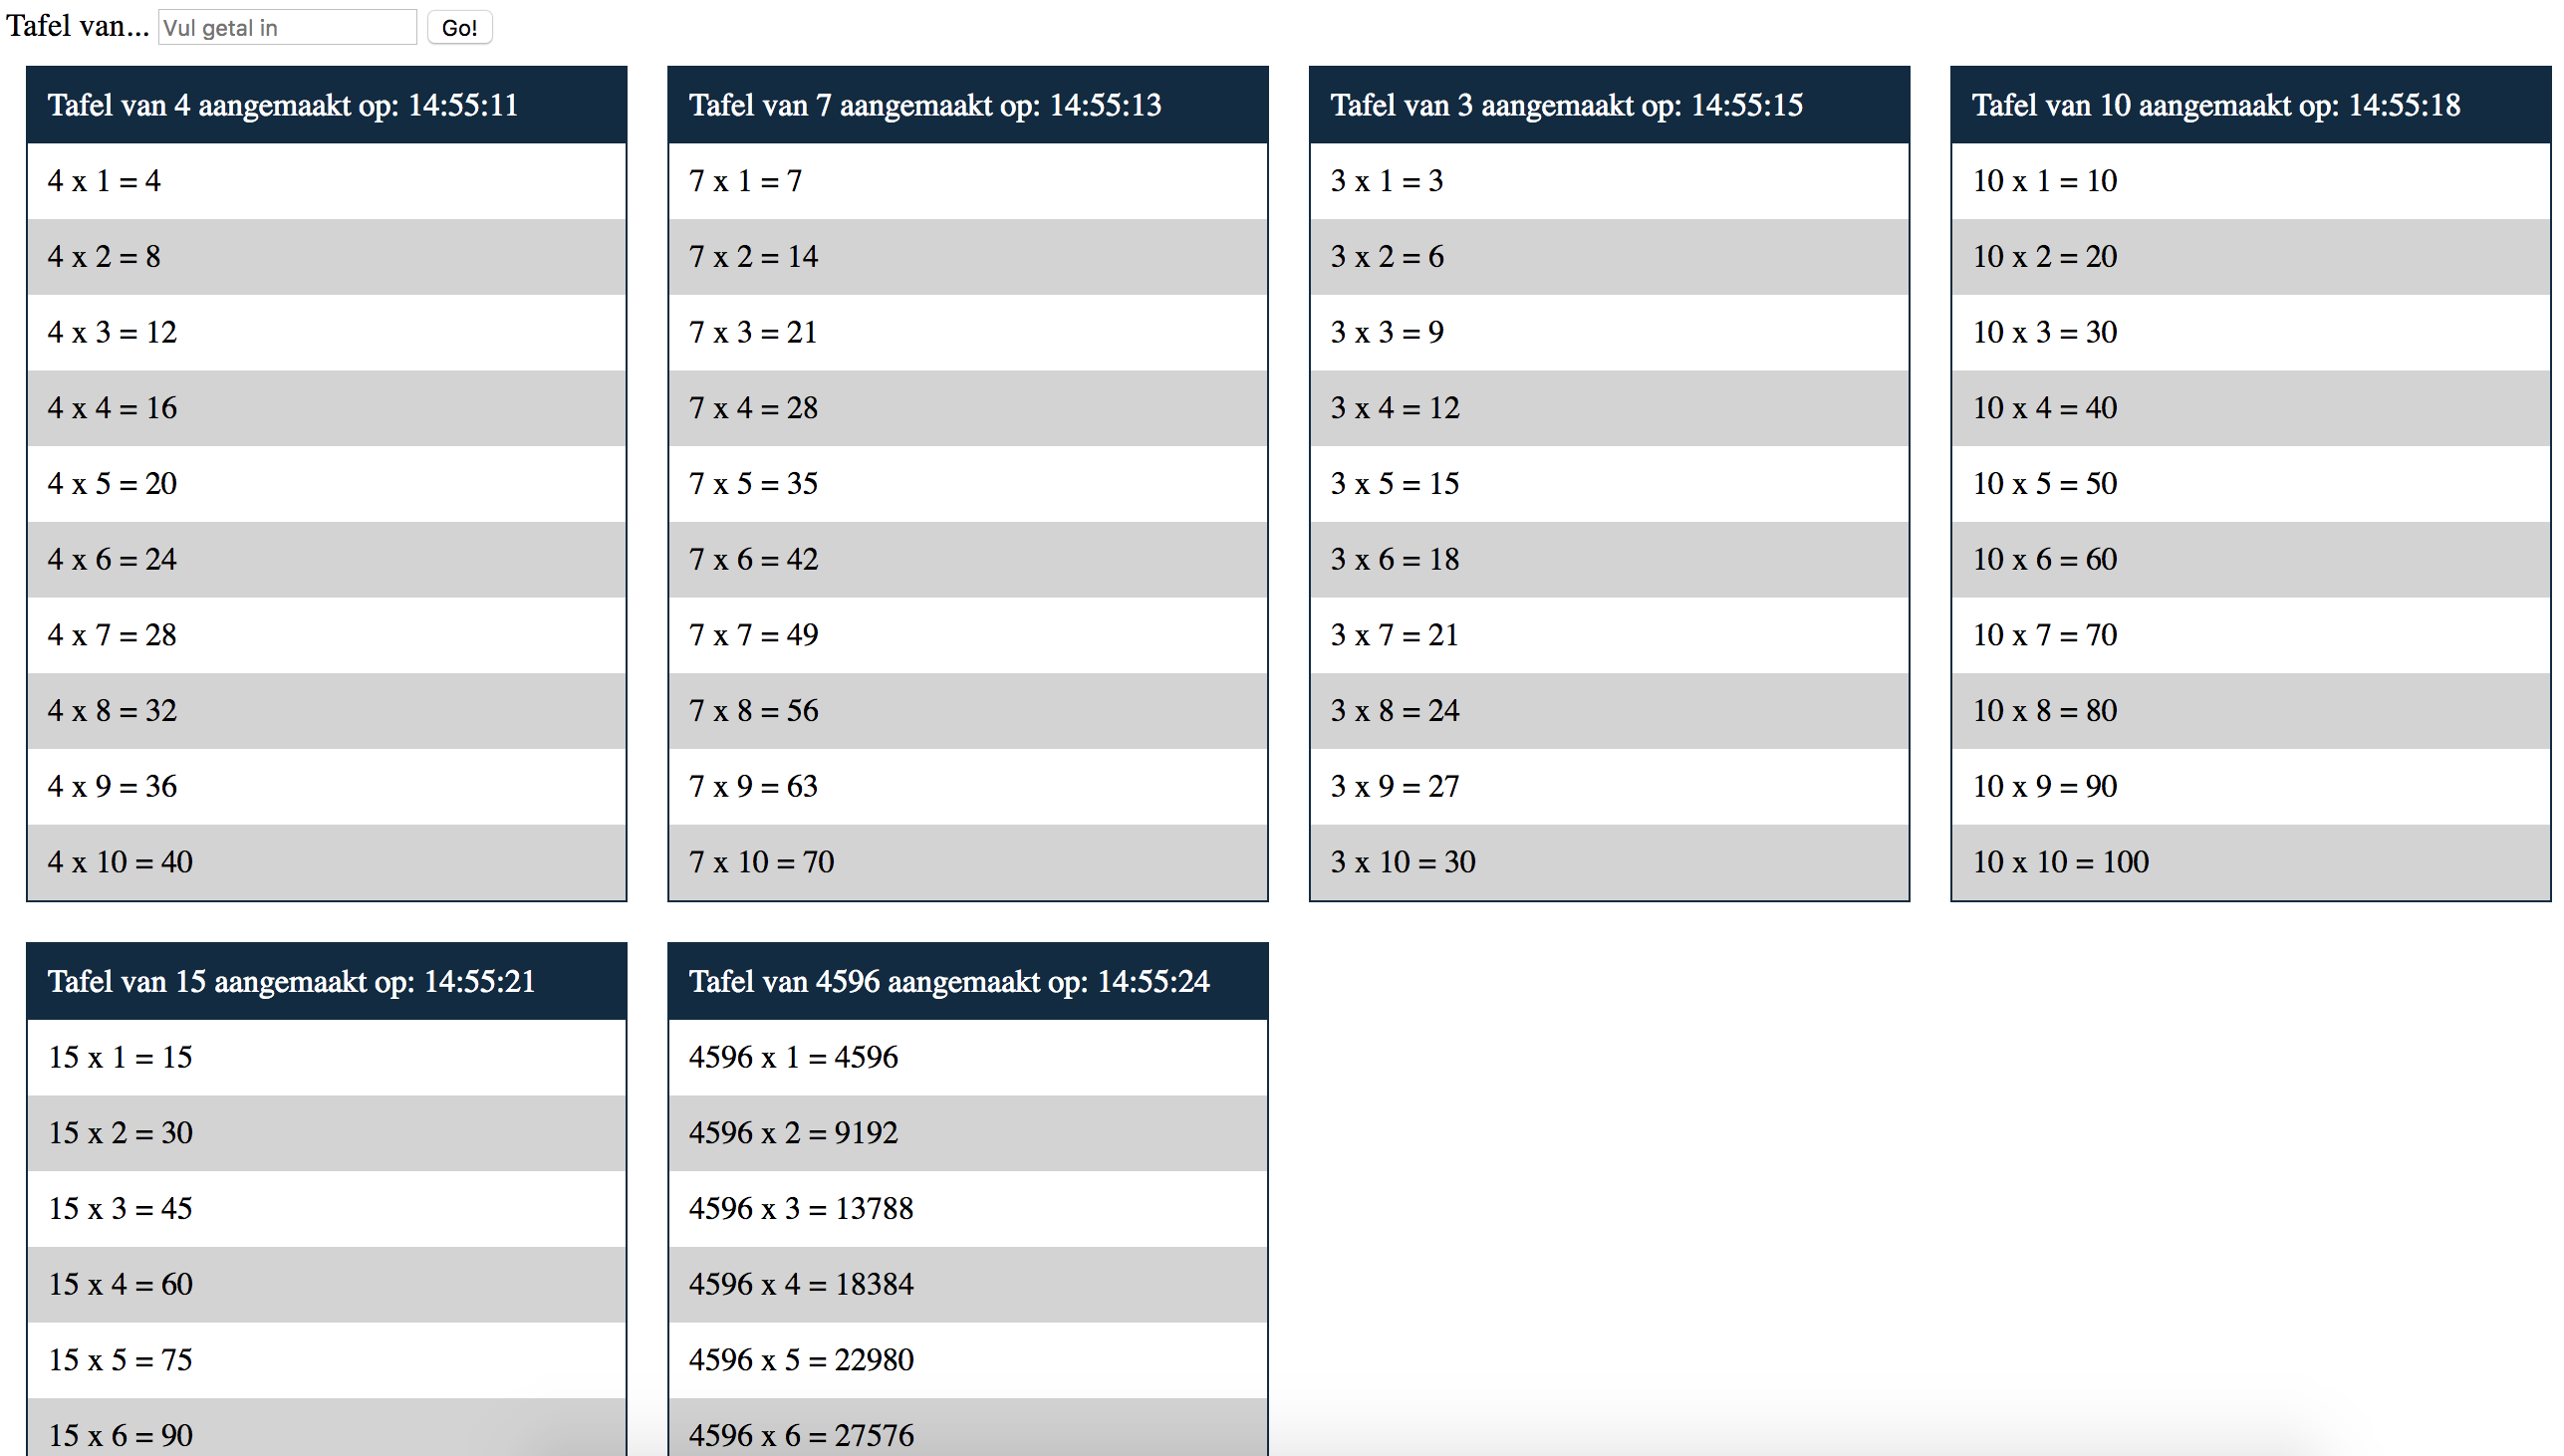 Tafel van... Vul getal in Go!
Tafel van 4 aangemaakt op: 14:55:11
4 x 1 = 4
4 x 2 = 8
4 x 3 = 12
4 x 4 = 16
4 x 5 = 20
4 x 6 = 24
4 x 7 = 28
4 x 8 = 32
4 x 9 = 36
4 x 10 = 40
Tafel van 7 aangemaakt op: 14:55:13
7 x 1 = 7
7 x 2 = 14
7 x 3 = 21
7 x 4 = 28
7 x 5 = 35
7 x 6 = 42
7 x 7 = 49
7 x 8 = 56
7 x 9 = 63
7 x 10 = 70
Tafel van 3 aangemaakt op: 14:55:15
3 x 1 = 3
3 x 2 = 6
3 x 3 = 9
3 x 4 = 12
3 x 5 = 15
3 x 6 = 18
3 x 7 = 21
3 x 8 = 24
3 x 9 = 27
3 x 10 = 30
Tafel van 10 aangemaakt op: 14:55:18
10 x 1 = 10
10 x 2 = 20
10 x 3 = 30
10 x 4 = 40
10 x 5 = 50
10 x 6 = 60
10 x 7 = 70
10 x 8 = 80
10 x 9 = 90
10 x 10 = 100
Tafel van 15 aangemaakt op: 14:55:21
15 x 1 = 15
15 x 2 = 30
15 x 3 = 45
15 x 4 = 60
15 x 5 = 75
15 x 6 = 90
Tafel van 4596 aangemaakt op: 14:55:24
4596 x 1 = 4596
4596 x 2 = 9192
4596 x 3 = 13788
4596 x 4 = 18384
4596 x 5 = 22980
4596 x 6 = 27576